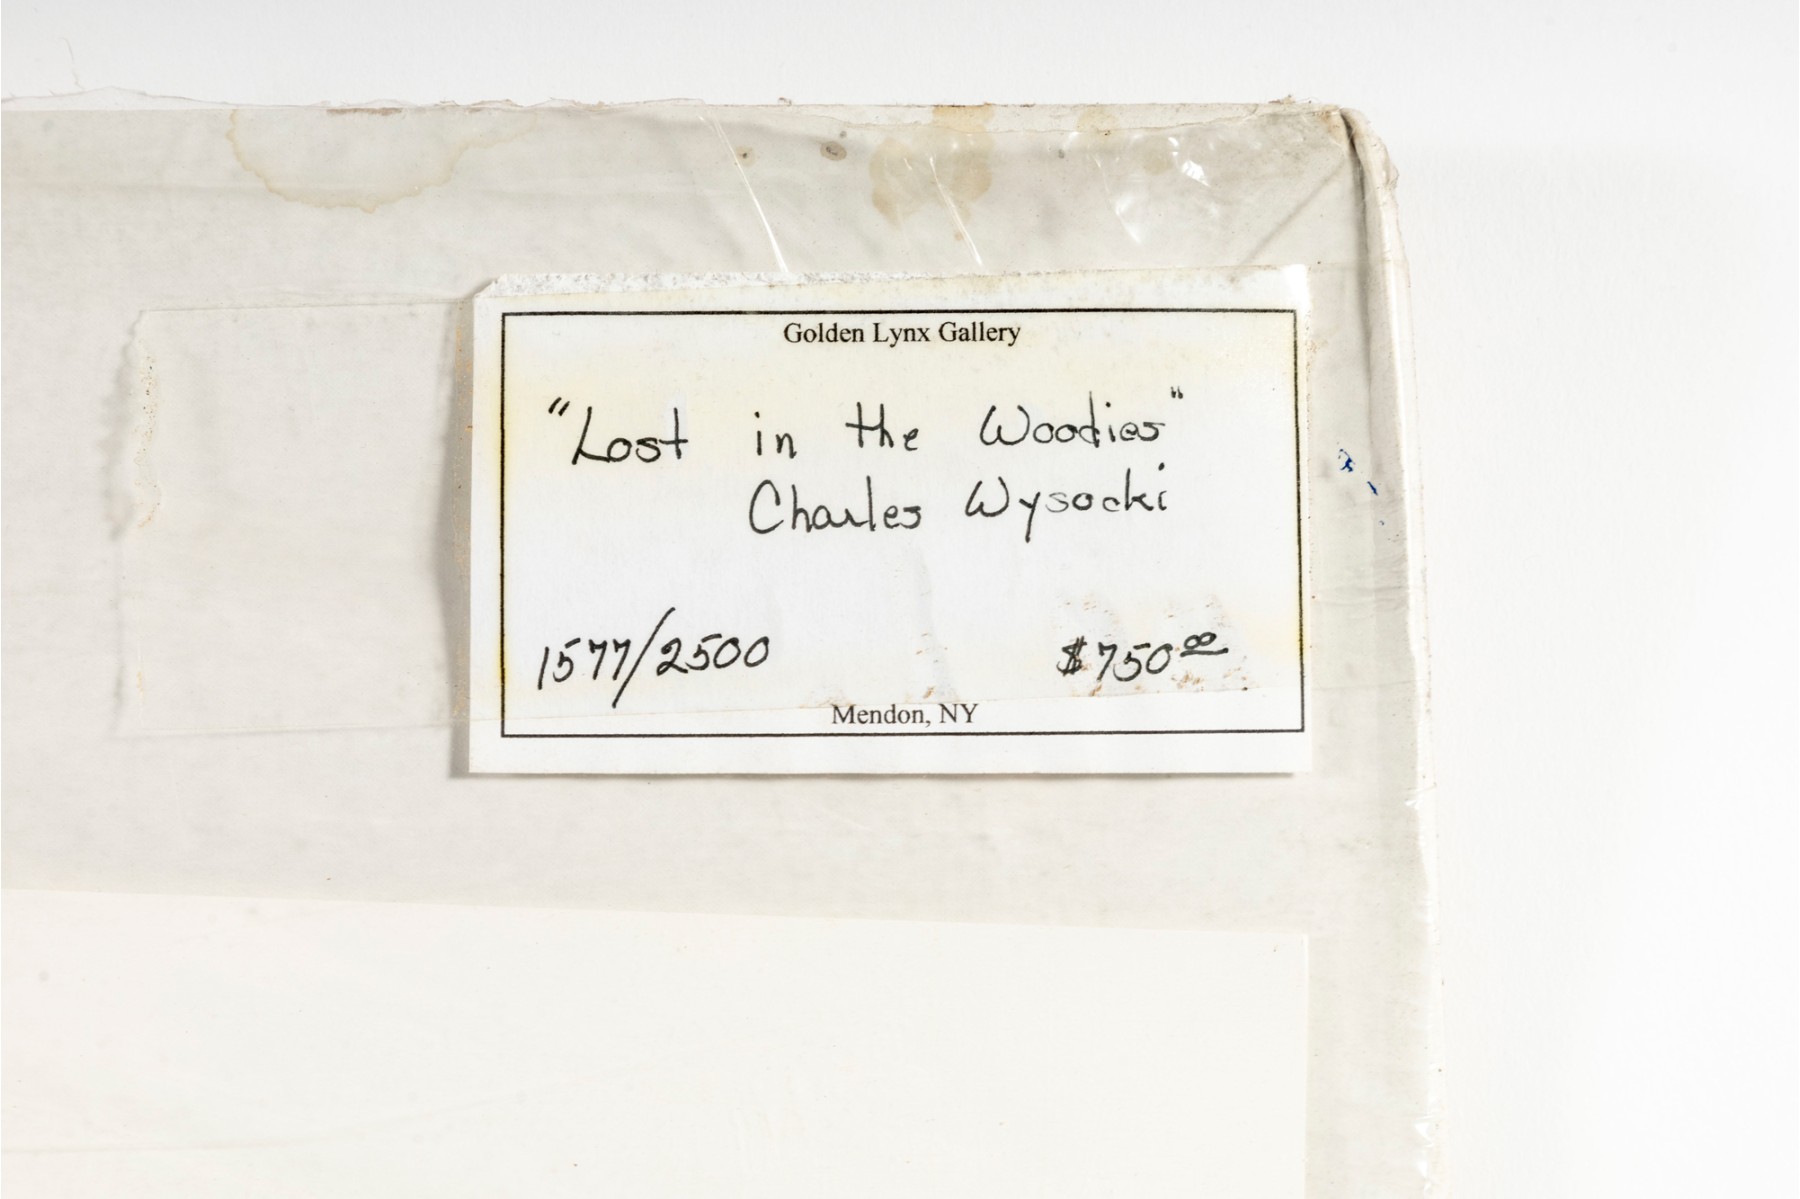 Golden Lynx Gallery
"Lost in the Woodies"
Charles Wysocki
1577/2500 $750.00
Mendon, NY